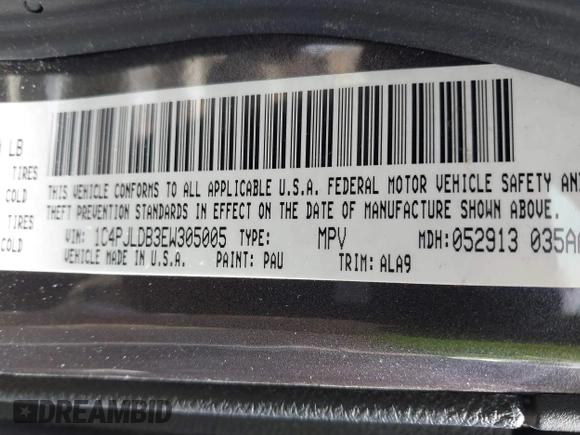 LB
TIRES
COLD
TIRES
COLD
THIS VEHICLE CONFORMS TO ALL APPLICABLE U.S.A. FEDERAL MOTOR VEHICLE SAFETY AN
THEFT PREVENTION STANDARDS IN EFFECT ON THE DATE OF MANUFACTURE SHOWN ABOVE.
VIN: 1C4PJLDB3EW305005 TYPE: MPV MDH: 052913 035A
VEHICLE MADE IN U.S.A. PAINT: PAU TRIM: ALA9
DREAMBID